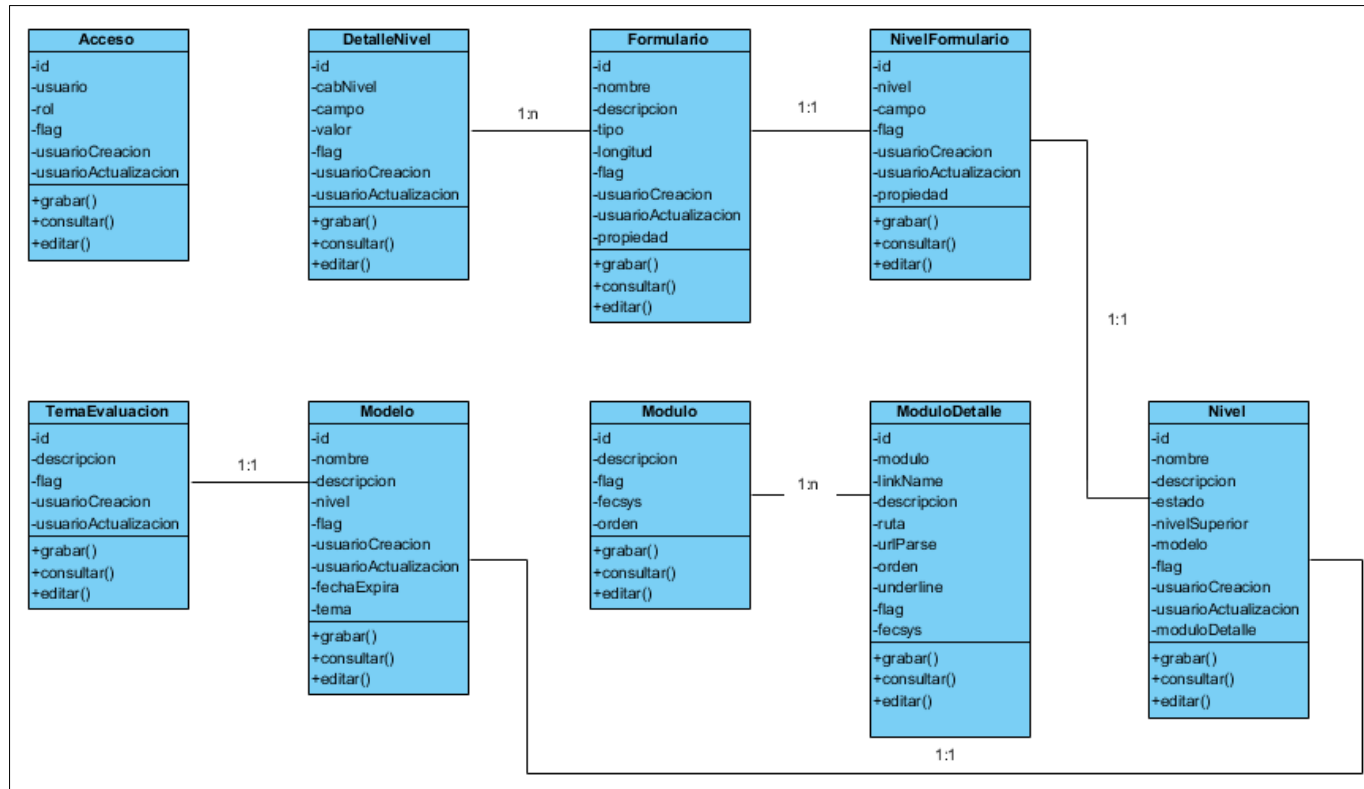 Acceso
-id
-usuario
-rol
-flag
-usuarioCreacion
-usuarioActualizacion
+grabar()
+consultar()
+editar()
DetalleNivel
-id
-cabNivel
-campo
-valor
-flag
-usuarioCreacion
-usuarioActualizacion
+grabar()
+consultar()
+editar()
1:n
Formulario
-id
-nombre
-descripcion
-tipo
-longitud
-flag
-usuarioCreacion
-usuarioActualizacion
-propiedad
+grabar()
+consultar()
+editar()
1:1
NivelFormulario
-id
-nivel
-campo
-flag
-usuarioCreacion
-usuarioActualizacion
-propiedad
+grabar()
+consultar()
+editar()
1:1
TemaEvaluacion
-id
-descripcion
-flag
-usuarioCreacion
-usuarioActualizacion
+grabar()
+consultar()
+editar()
1:1
Modelo
-id
-nombre
-descripcion
-nivel
-flag
-usuarioCreacion
-usuarioActualizacion
-fechaExpira
-tema
+grabar()
+consultar()
+editar()
Modulo
-id
-descripcion
-flag
-fecsys
-orden
+grabar()
+consultar()
+editar()
1:n
ModuloDetalle
-id
-modulo
-linkName
-descripcion
-ruta
-urlParse
-orden
-underline
-flag
-fecsys
+grabar()
+consultar()
+editar()
Nivel
-id
-nombre
-descripcion
-estado
-nivelSuperior
-modelo
-flag
-usuarioCreacion
-usuarioActualizacion
-moduloDetalle
+grabar()
+consultar()
+editar()
1:1